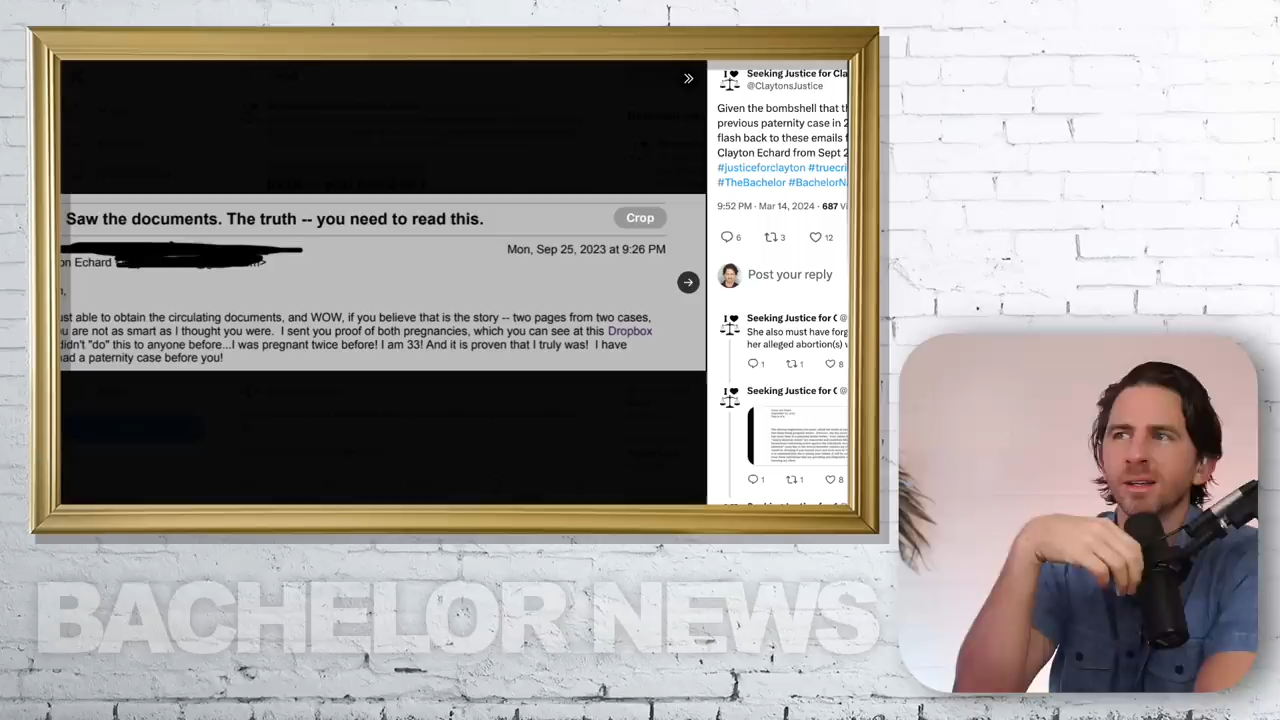 Saw the documents. The truth -- you need to read this.
Crop
Mon, Sep 25, 2023 at 9:26 PM
on Echard
ust able to obtain the circulating documents, and WOW, if you believe that is the story -- two pages from two cases,
u are not as smart as I thought you were. I sent you proof of both pregnancies, which you can see at this Dropbox
didn't "do" this to anyone before...I was pregnant twice before! I am 33! And it is proven that I truly was! I have
ad a paternity case before you!
Seeking Justice for Cla
@ClaytonsJustice
Given the bombshell that th
previous paternity case in 2
flash back to these emails f
Clayton Echard from Sept 2
#justiceforclayton #truecri
#TheBachelor #BachelorN
9:52 PM · Mar 14, 2024 · 687 Vi
6 3 12
Post your reply
Seeking Justice for C @
She also must have forg
her alleged abortion(s) v
1 1 8
Seeking Justice for C @
1 1 8
BACHELOR NEWS